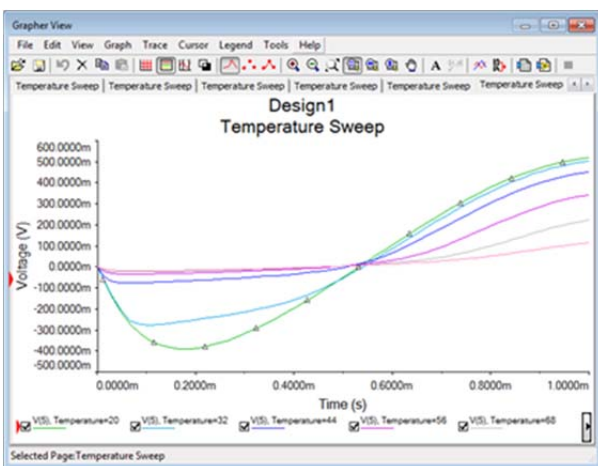 Grapher View
File Edit View Graph Trace Cursor Legend Tools Help
Temperature Sweep Temperature Sweep Temperature Sweep Temperature Sweep Temperature Sweep Temperature Sweep
Design1
Temperature Sweep
Voltage (V)
600.0000m
500.0000m
400.0000m
300.0000m
200.0000m
100.0000m
0.0000m
-100.0000m
-200.0000m
-300.0000m
-400.0000m
-500.0000m
0.0000m 0.2000m 0.4000m 0.6000m 0.8000m 1.0000m
Time (s)
V(5), Temperature=20 V(5), Temperature=32 V(5), Temperature=44 V(5), Temperature=56 V(5), Temperature=68
Selected Page:Temperature Sweep